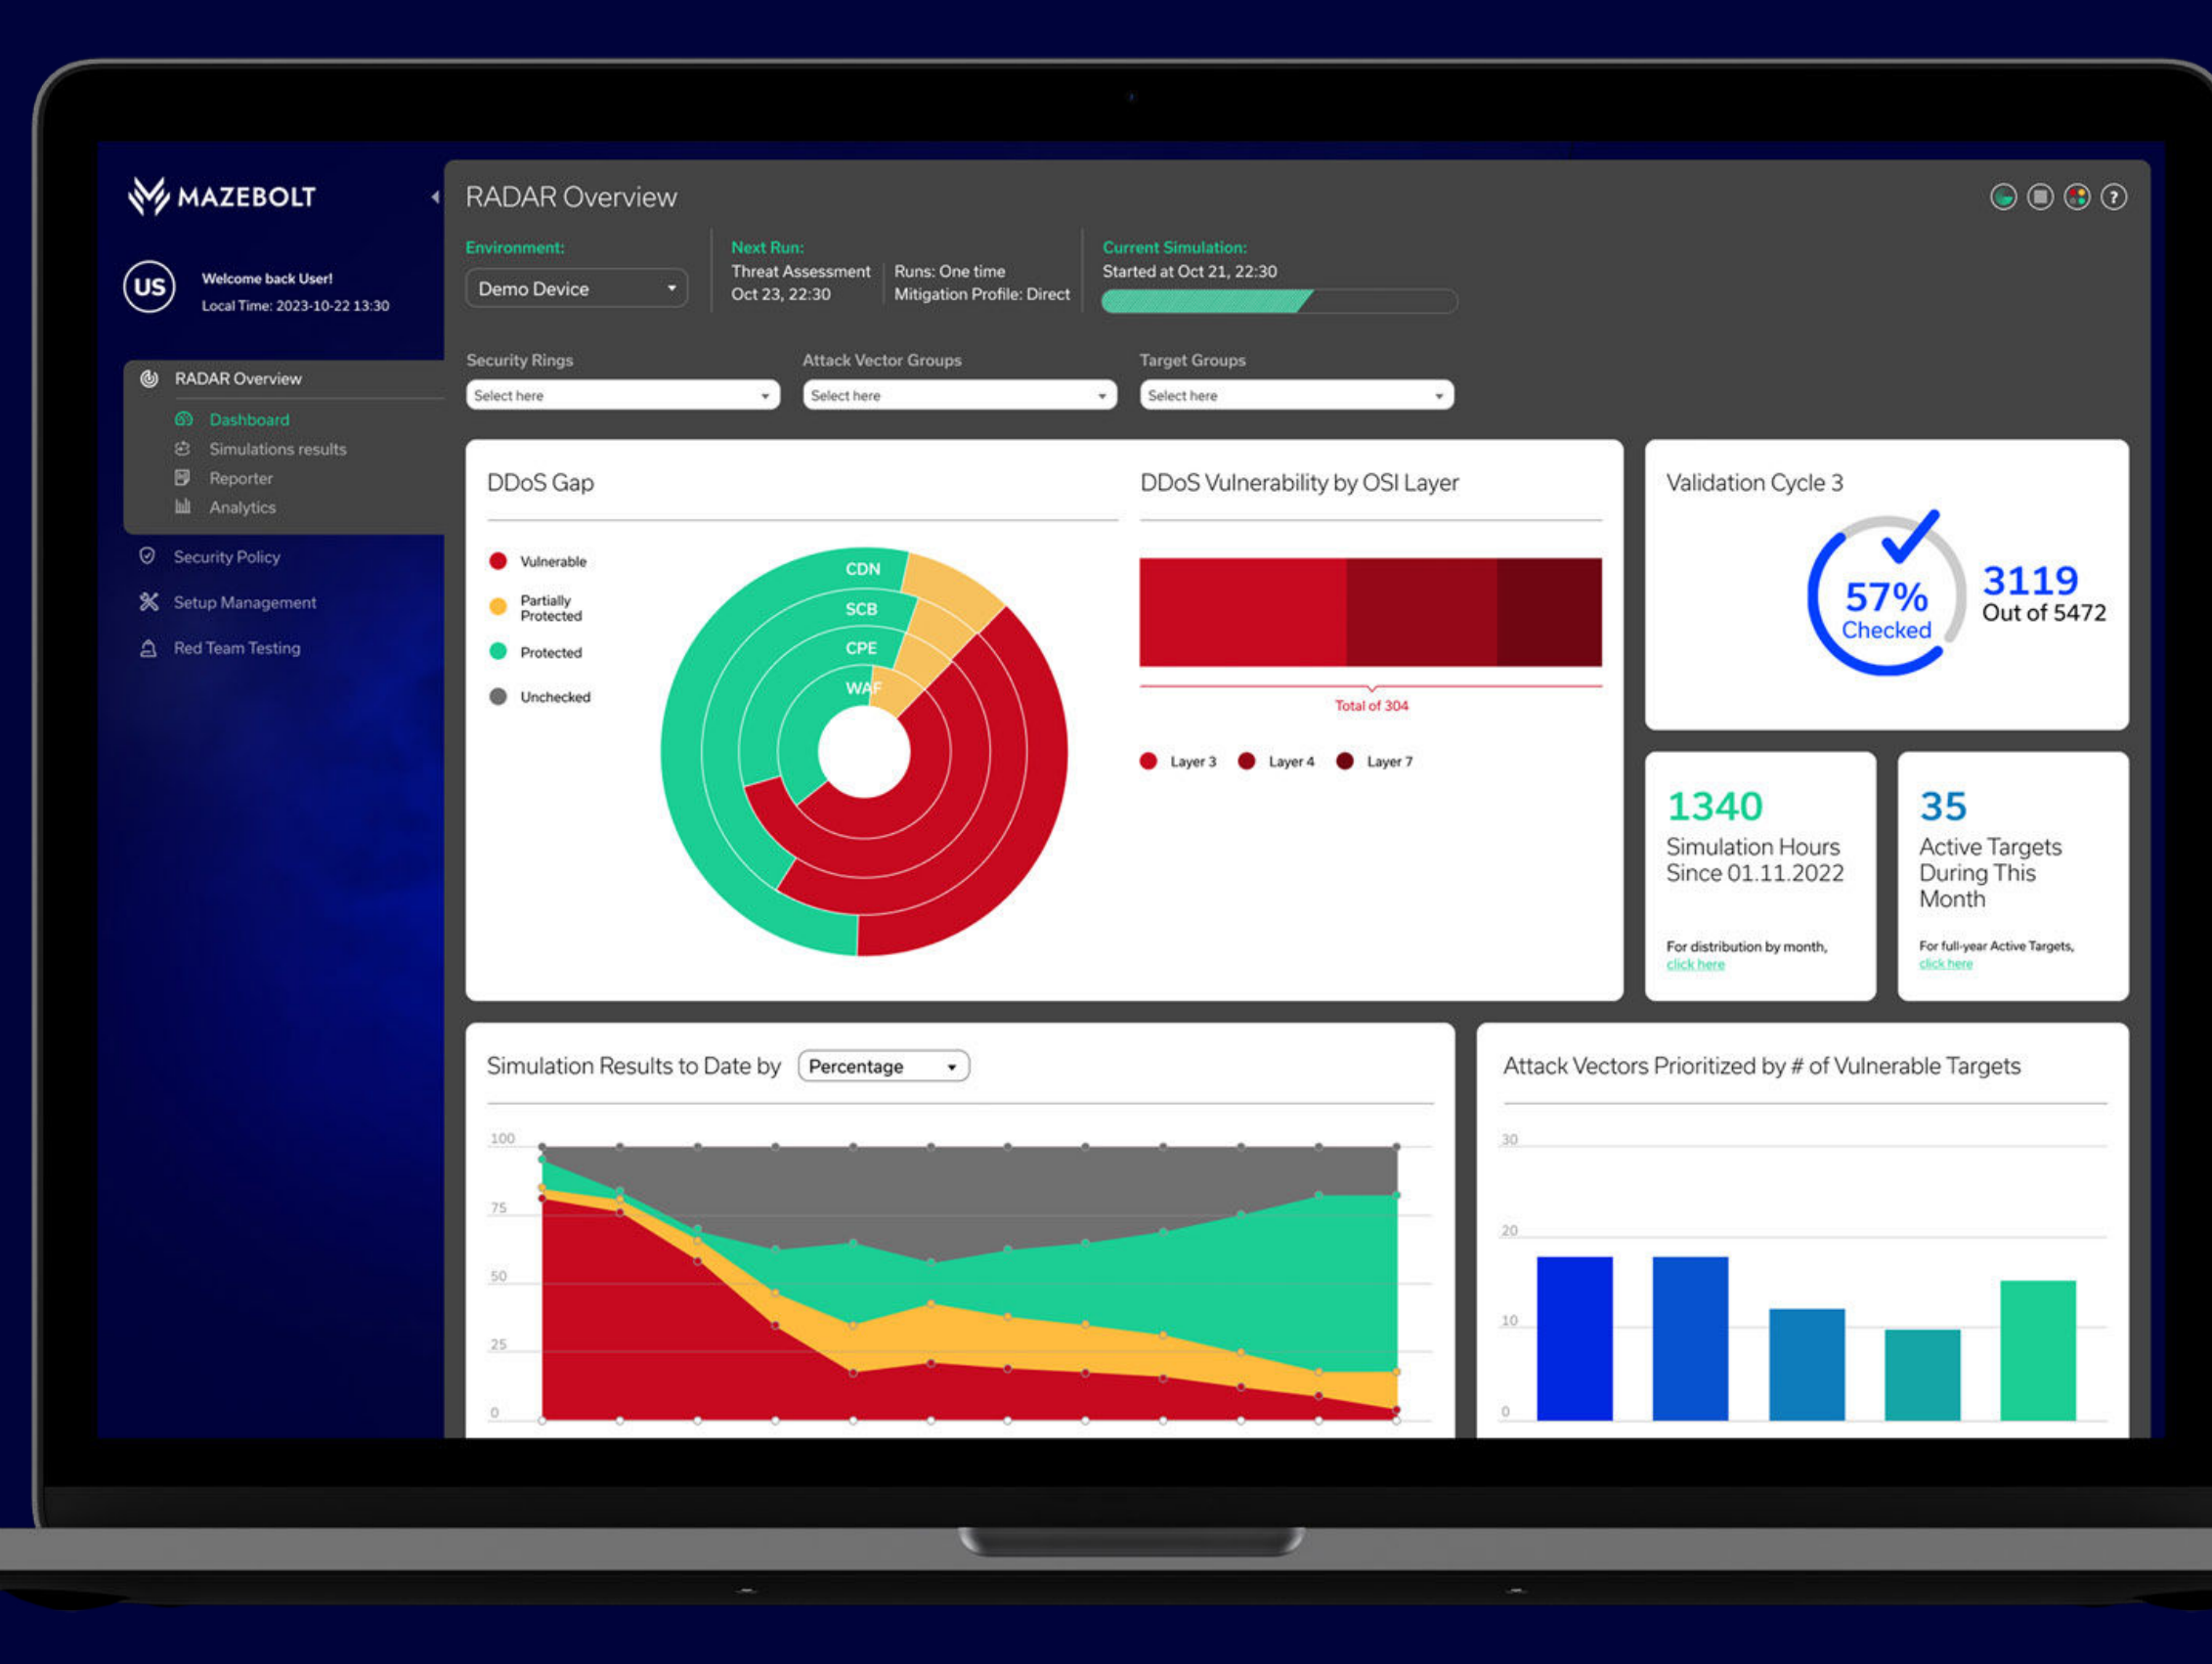 MAZEBOLT
US
Welcome back User!
Local Time: 2023-10-22 13:30
RADAR Overview
Dashboard
Simulations results
Reporter
Analytics
Security Policy
Setup Management
Red Team Testing
RADAR Overview
?
Environment:
Demo Device
Next Run:
Threat Assessment
Oct 23, 22:30
Runs: One time
Mitigation Profile: Direct
Current Simulation:
Started at Oct 21, 22:30
Security Rings
Select here
Attack Vector Groups
Select here
Target Groups
Select here
DDoS Gap
Vulnerable
Partially
Protected
Protected
Unchecked
CDN
SCB
CPE
WAF
DDoS Vulnerability by OSI Layer
Total of 304
Layer 3
Layer 4
Layer 7
Validation Cycle 3
57%
Checked
3119
Out of 5472
1340
Simulation Hours
Since 01.11.2022
For distribution by month,
click here
35
Active Targets
During This
Month
For full-year Active Targets,
click here
Simulation Results to Date by
Percentage
100
75
50
25
0
Attack Vectors Prioritized by # of Vulnerable Targets
30
20
10
0